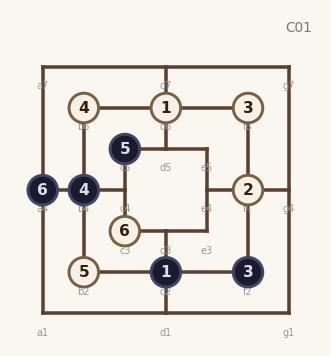 C01
a7 d7 g7
4 1 3
b6 d6 f6
5
c5 d5 e5
6 4 2
a4 b4 c4 e4 f4 g4
6
c3 d3 e3
5 1 3
b2 d2 f2
a1 d1 g1